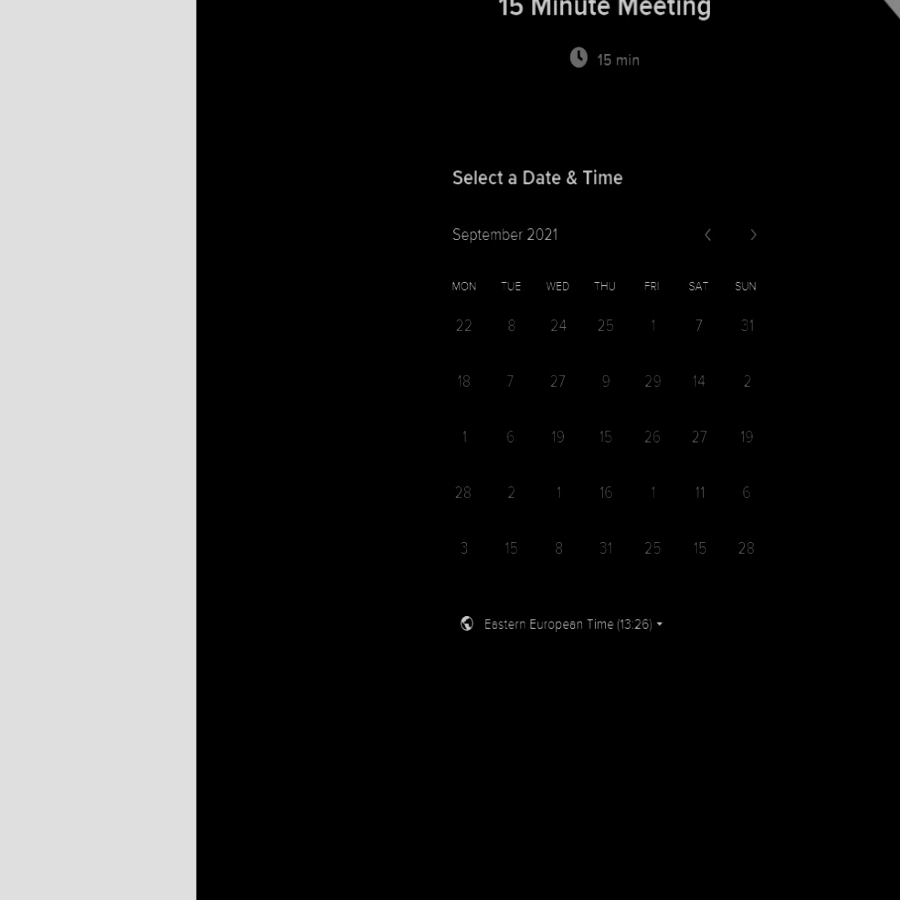 15 Minute Meeting
15 min
Select a Date & Time
September 2021
MON TUE WED THU FRI SAT SUN
22 8 24 25 1 7 31
18 7 27 9 29 14 2
1 6 19 15 26 27 19
28 2 1 16 1 11 6
3 15 8 31 25 15 28
Eastern European Time (13:26)